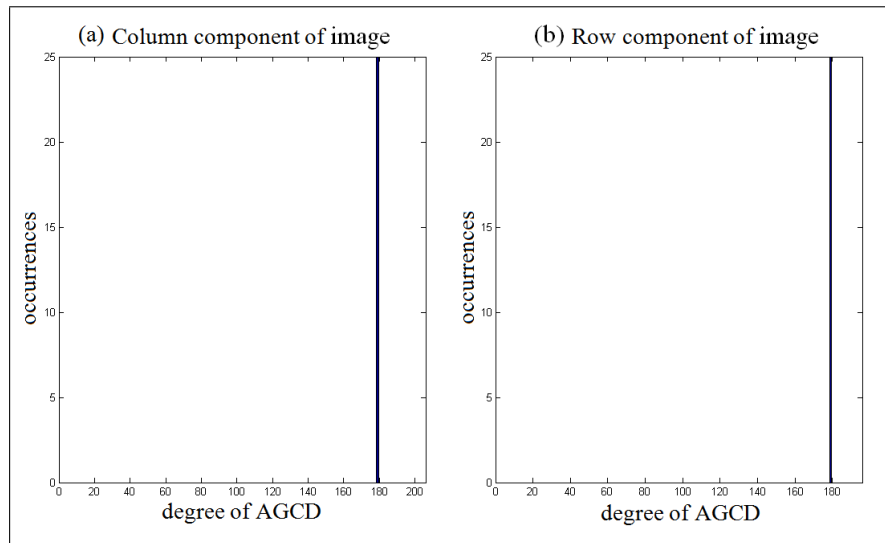 (a) Column component of image
25
20
15
10
5
0
occurrences
0 20 40 60 80 100 120 140 160 180 200
degree of AGCD
(b) Row component of image
25
20
15
10
5
0
occurrences
0 20 40 60 80 100 120 140 160 180
degree of AGCD